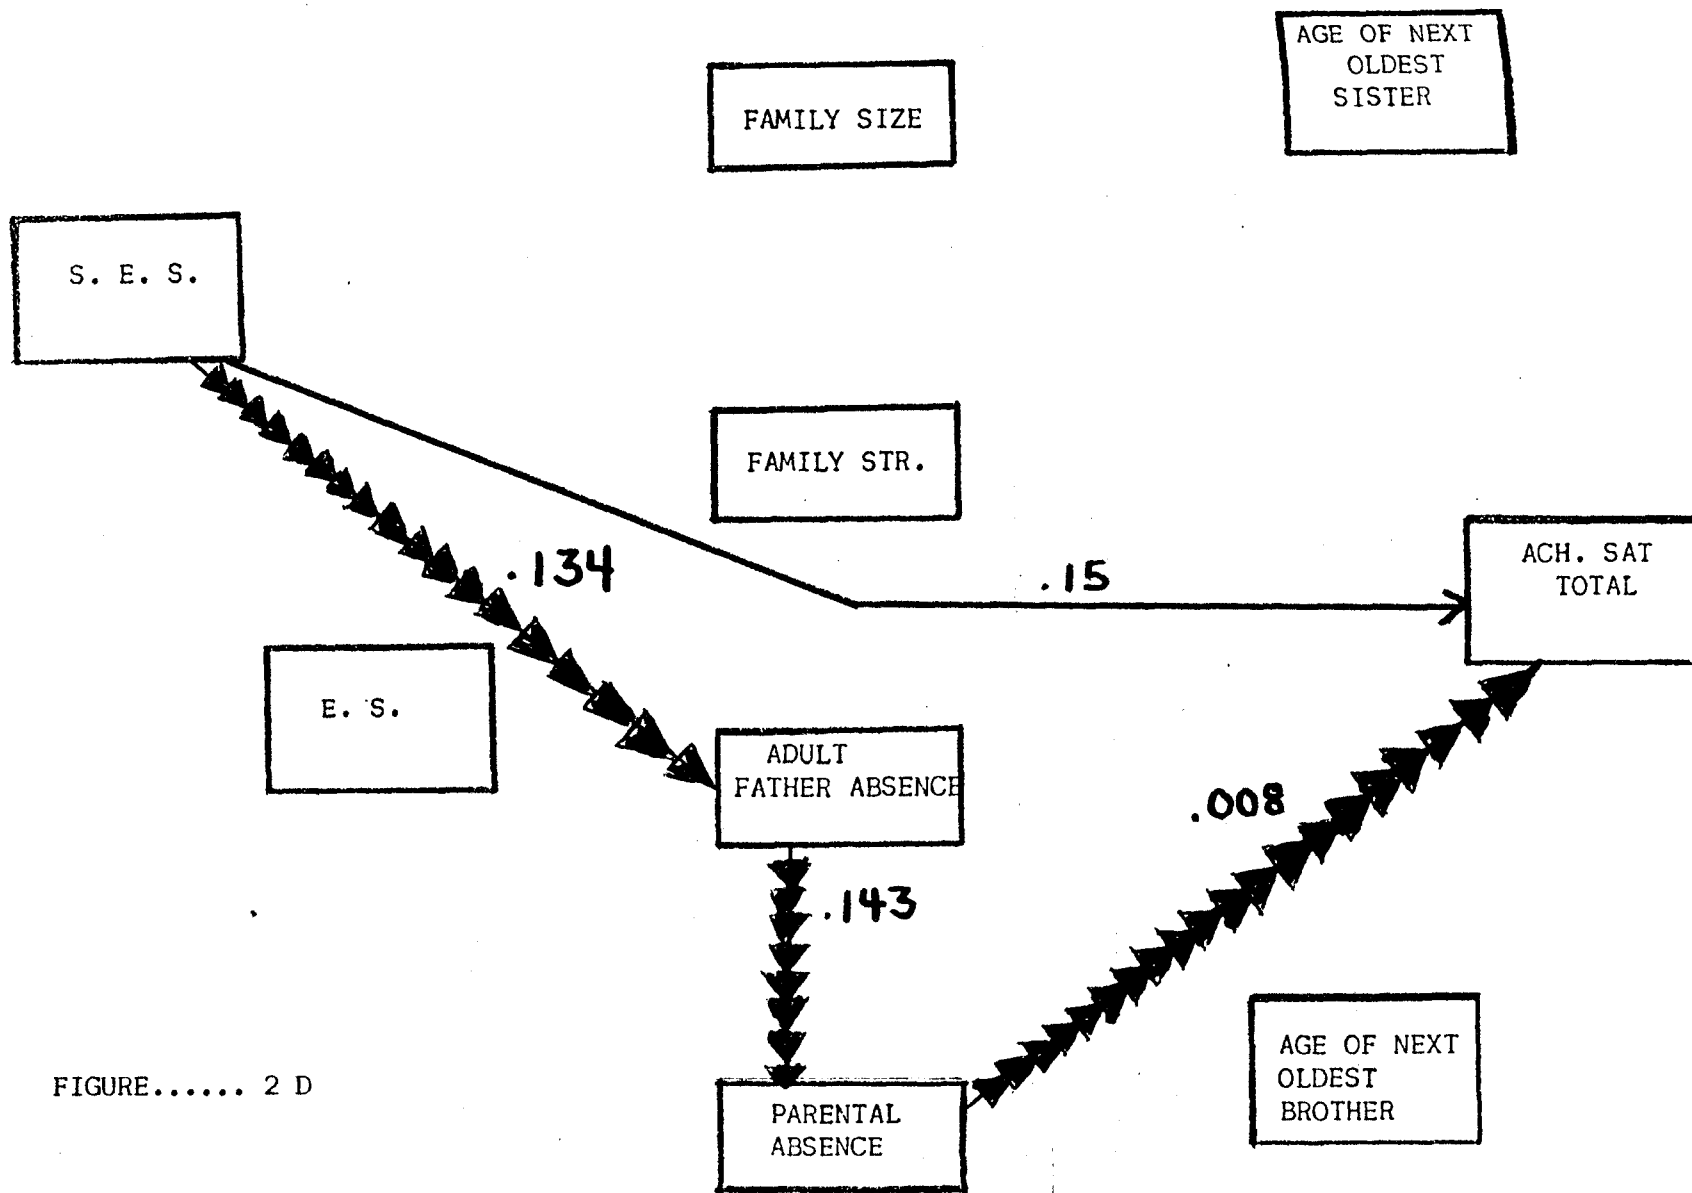 AGE OF NEXT
OLDEST
SISTER
FAMILY SIZE
S. E. S.
FAMILY STR.
.134
.15
ACH. SAT
TOTAL
E. S.
ADULT
FATHER ABSENCE
.008
.143
FIGURE...... 2 D
PARENTAL
ABSENCE
AGE OF NEXT
OLDEST
BROTHER